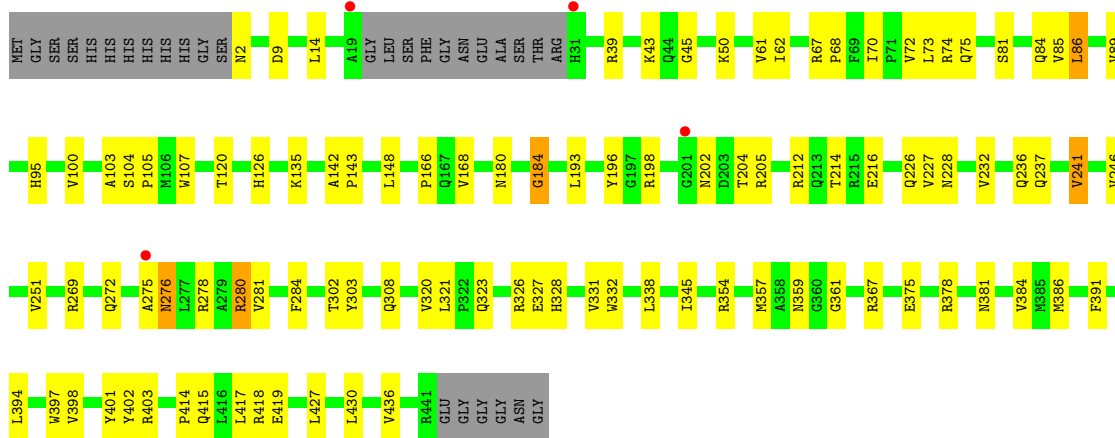 MET GLY SER SER HIS HIS HIS HIS HIS HIS GLY SER N2 D9 L14 A19 GLY LEU SER PHE GLY ASN GLU ALA SER THR ARG H31 R39 K43 Q44 G45 K50 V61 I62 R67 P68 F69 I70 P71 V72 L73 R74 Q75 S81 Q84 V85 L86
H95 V100 A103 S104 P105 M106 W107 T120 H126 K135 A142 P143 L148 P166 Q167 V168 N180 G184 L193 Y196 G197 R198 G201 N202 D203 T204 R205 R212 Q213 T214 R215 E216 Q226 V227 N228 V232 Q236 Q237 V241
V251 R269 Q272 A275 N276 L277 R278 A279 R280 V281 F284 T302 Y303 Q308 V320 L321 P322 Q323 R326 E327 H328 V331 W332 L338 I345 R354 M357 A358 N359 G360 G361 R367 E375 R378 N381 V384 M385 M386 F391
L394 W397 V398 Y401 Y402 R403 P414 Q415 L416 L417 R418 E419 L427 L430 V436 R441 GLU GLY GLY GLY ASN GLY